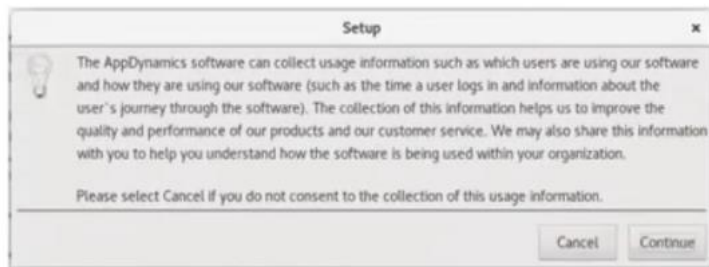 Setup
×
The AppDynamics software can collect usage information such as which users are using our software
and how they are using our software (such as the time a user logs in and information about the
user's journey through the software). The collection of this information helps us to improve the
quality and performance of our products and our customer service. We may also share this information
with you to help you understand how the software is being used within your organization.
Please select Cancel if you do not consent to the collection of this usage information.
Cancel Continue